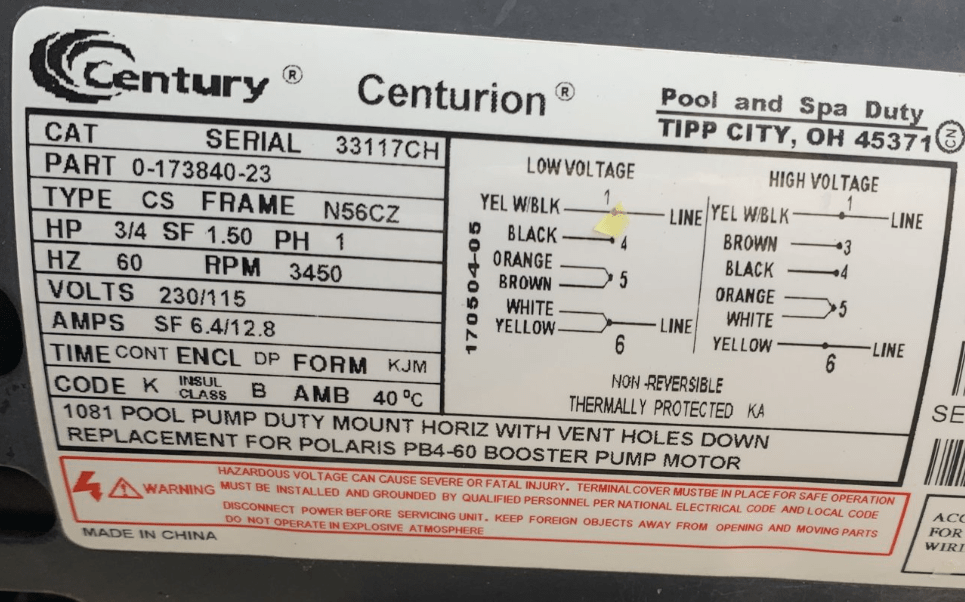 Century ® Centurion ® Pool and Spa Duty
TIPP CITY, OH 45371 CN
CAT SERIAL 33117CH
PART 0-173840-23
TYPE CS FRAME N56CZ
HP 3/4 SF 1.50 PH 1
HZ 60 RPM 3450
VOLTS 230/115
AMPS SF 6.4/12.8
TIME CONT ENCL DP FORM KJM
CODE K INSUL CLASS B AMB 40 ºC
170504-05
LOW VOLTAGE
YEL W/BLK 1 LINE
BLACK 4
ORANGE
BROWN 5
WHITE
YELLOW 6 LINE
HIGH VOLTAGE
YEL W/BLK 1 LINE
BROWN 3
BLACK 4
ORANGE
WHITE 5
YELLOW 6 LINE
NON-REVERSIBLE
THERMALLY PROTECTED KA
1081 POOL PUMP DUTY MOUNT HORIZ WITH VENT HOLES DOWN
REPLACEMENT FOR POLARIS PB4-60 BOOSTER PUMP MOTOR
WARNING
HAZARDOUS VOLTAGE CAN CAUSE SEVERE OR FATAL INJURY. TERMINALCOVER MUSTBE IN PLACE FOR SAFE OPERATION
MUST BE INSTALLED AND GROUNDED BY QUALIFIED PERSONNEL PER NATIONAL ELECTRICAL CODE AND LOCAL CODE
DISCONNECT POWER BEFORE SERVICING UNIT. KEEP FOREIGN OBJECTS AWAY FROM OPENING AND MOVING PARTS
DO NOT OPERATE IN EXPLOSIVE ATMOSPHERE
MADE IN CHINA
SE
ACC
FOR
WIRI